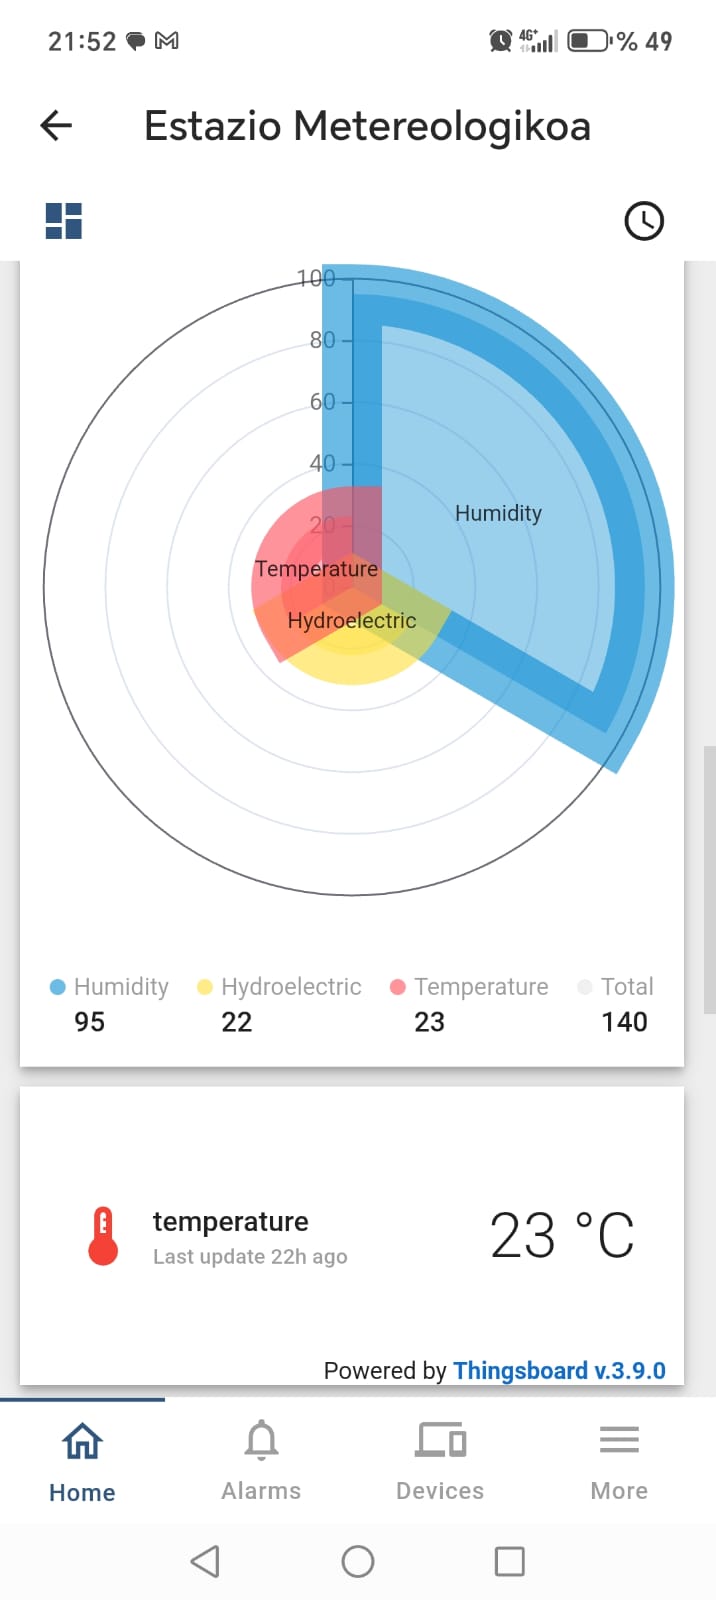 21:52 4G+ % 49
Estazio Metereologikoa
100
80
60
40
20
Humidity
Temperature
Hydroelectric
Humidity Hydroelectric Temperature Total
95 22 23 140
temperature 23 °C
Last update 22h ago
Powered by Thingsboard v.3.9.0
Home Alarms Devices More